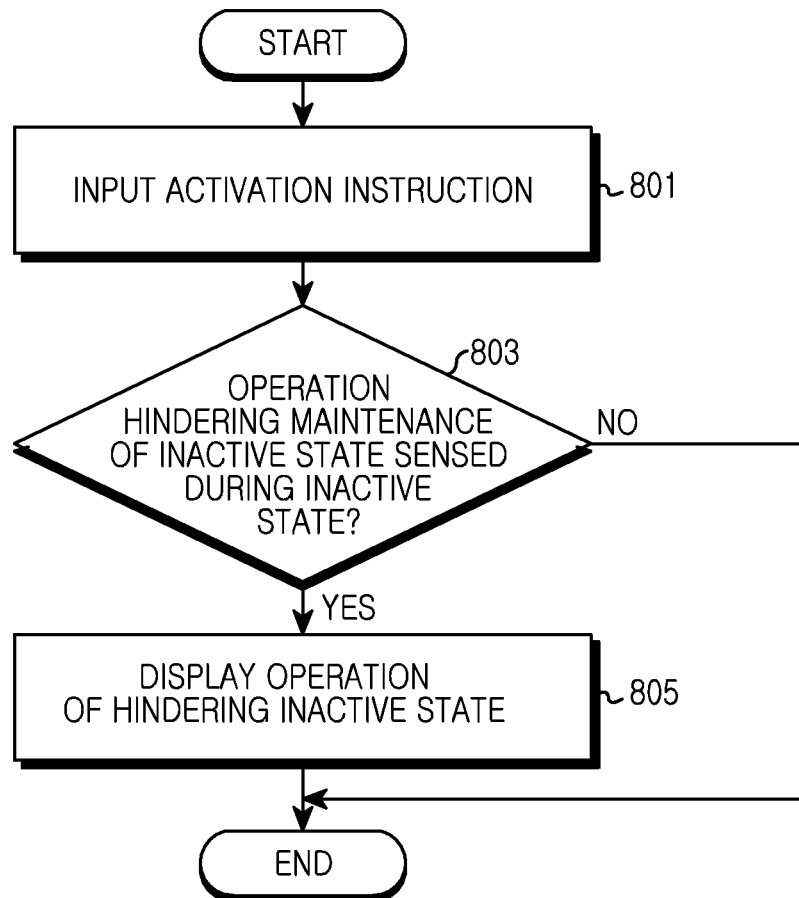 START
INPUT ACTIVATION INSTRUCTION
801
803
OPERATION
HINDERING MAINTENANCE
OF INACTIVE STATE SENSED
DURING INACTIVE
STATE?
NO
YES
DISPLAY OPERATION
OF HINDERING INACTIVE STATE
805
END